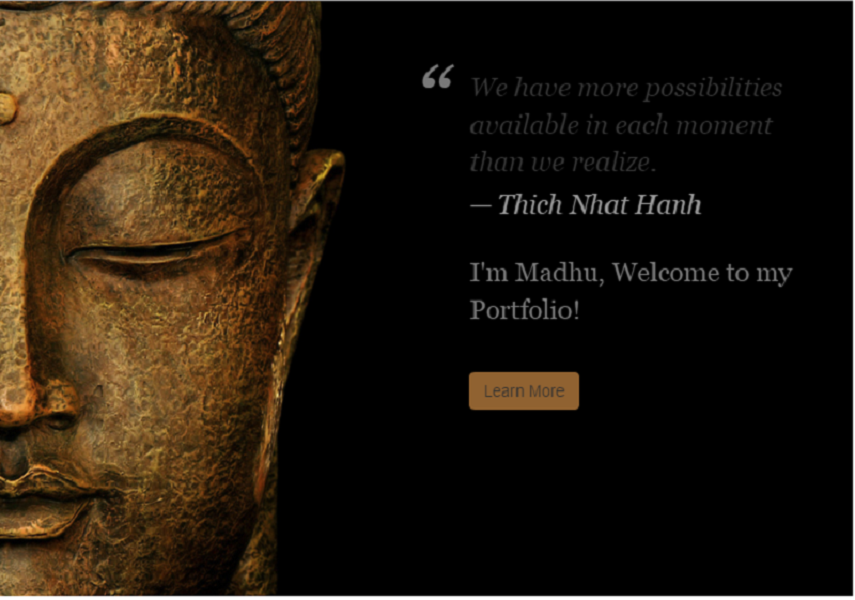 “ We have more possibilities
available in each moment
than we realize.
— Thich Nhat Hanh
I'm Madhu, Welcome to my
Portfolio!
Learn More